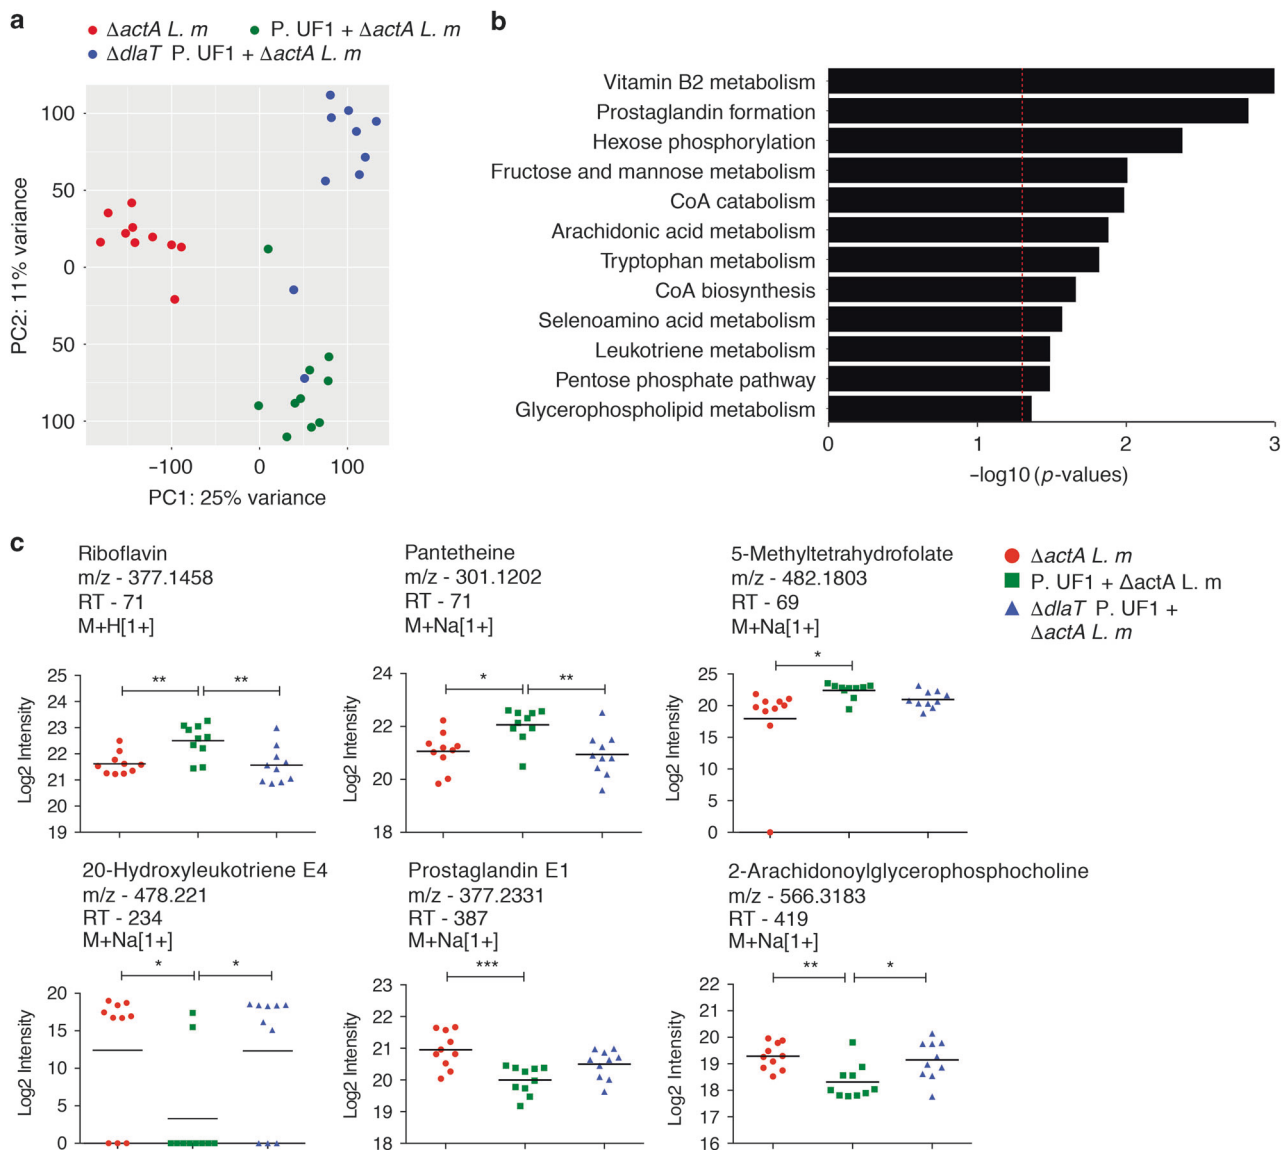 a
ΔactA L. m
P. UF1 + ΔactA L. m
ΔdlaT P. UF1 + ΔactA L. m
PC2: 11% variance
100
50
0
50
100
−100
0
100
PC1: 25% variance
b
Vitamin B2 metabolism
Prostaglandin formation
Hexose phosphorylation
Fructose and mannose metabolism
CoA catabolism
Arachidonic acid metabolism
Tryptophan metabolism
CoA biosynthesis
Selenoamino acid metabolism
Leukotriene metabolism
Pentose phosphate pathway
Glycerophospholipid metabolism
0
1
2
3
−log10 (p-values)
c
Riboflavin
m/z - 377.1458
RT - 71
M+H[1+]
Log2 Intensity
25
24
23
22
21
20
19
**
**
Pantetheine
m/z - 301.1202
RT - 71
M+Na[1+]
Log2 Intensity
24
22
20
18
*
**
5-Methyltetrahydrofolate
m/z - 482.1803
RT - 69
M+Na[1+]
Log2 Intensity
25
20
15
10
5
0
*
ΔactA L. m
P. UF1 + ΔactA L. m
ΔdlaT P. UF1 +
ΔactA L. m
20-Hydroxyleukotriene E4
m/z - 478.221
RT - 234
M+Na[1+]
Log2 Intensity
20
15
10
5
0
*
*
Prostaglandin E1
m/z - 377.2331
RT - 387
M+Na[1+]
Log2 Intensity
23
22
21
20
19
18
***
2-Arachidonoylglycerophosphocholine
m/z - 566.3183
RT - 419
M+Na[1+]
Log2 Intensity
22
21
20
19
18
17
16
**
*